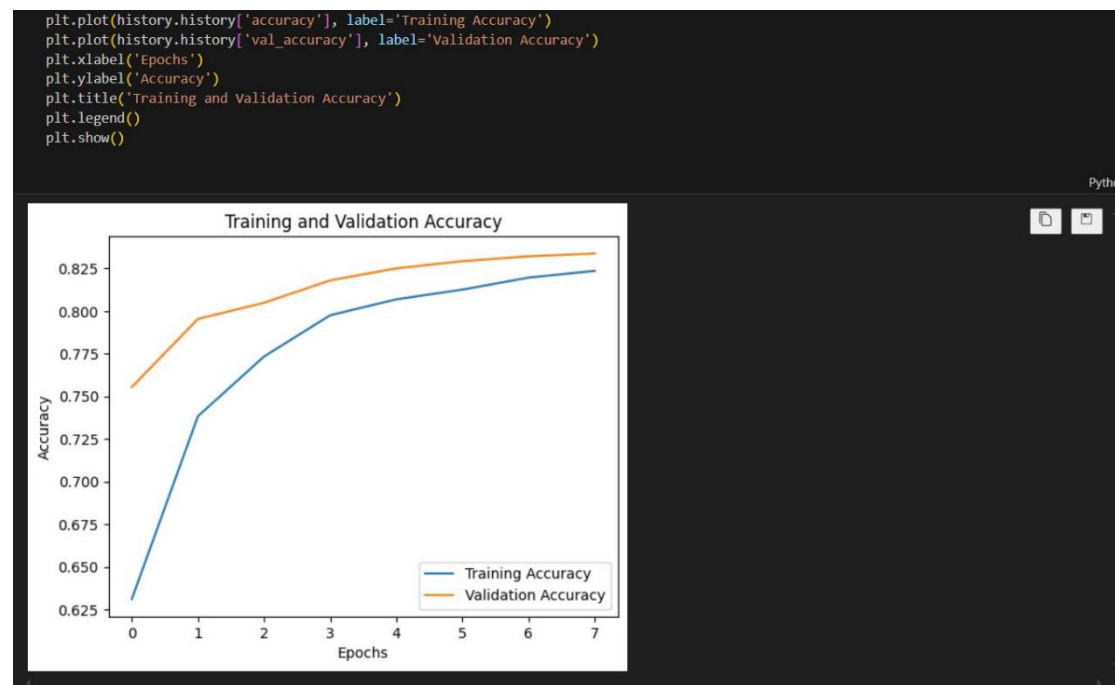 plt.plot(history.history['accuracy'], label='Training Accuracy')
plt.plot(history.history['val_accuracy'], label='Validation Accuracy')
plt.xlabel('Epochs')
plt.ylabel('Accuracy')
plt.title('Training and Validation Accuracy')
plt.legend()
plt.show()
Pytho
Training and Validation Accuracy
0.825
0.800
0.775
0.750
0.725
0.700
0.675
0.650
0.625
Accuracy
Training Accuracy
Validation Accuracy
0 1 2 3 4 5 6 7
Epochs